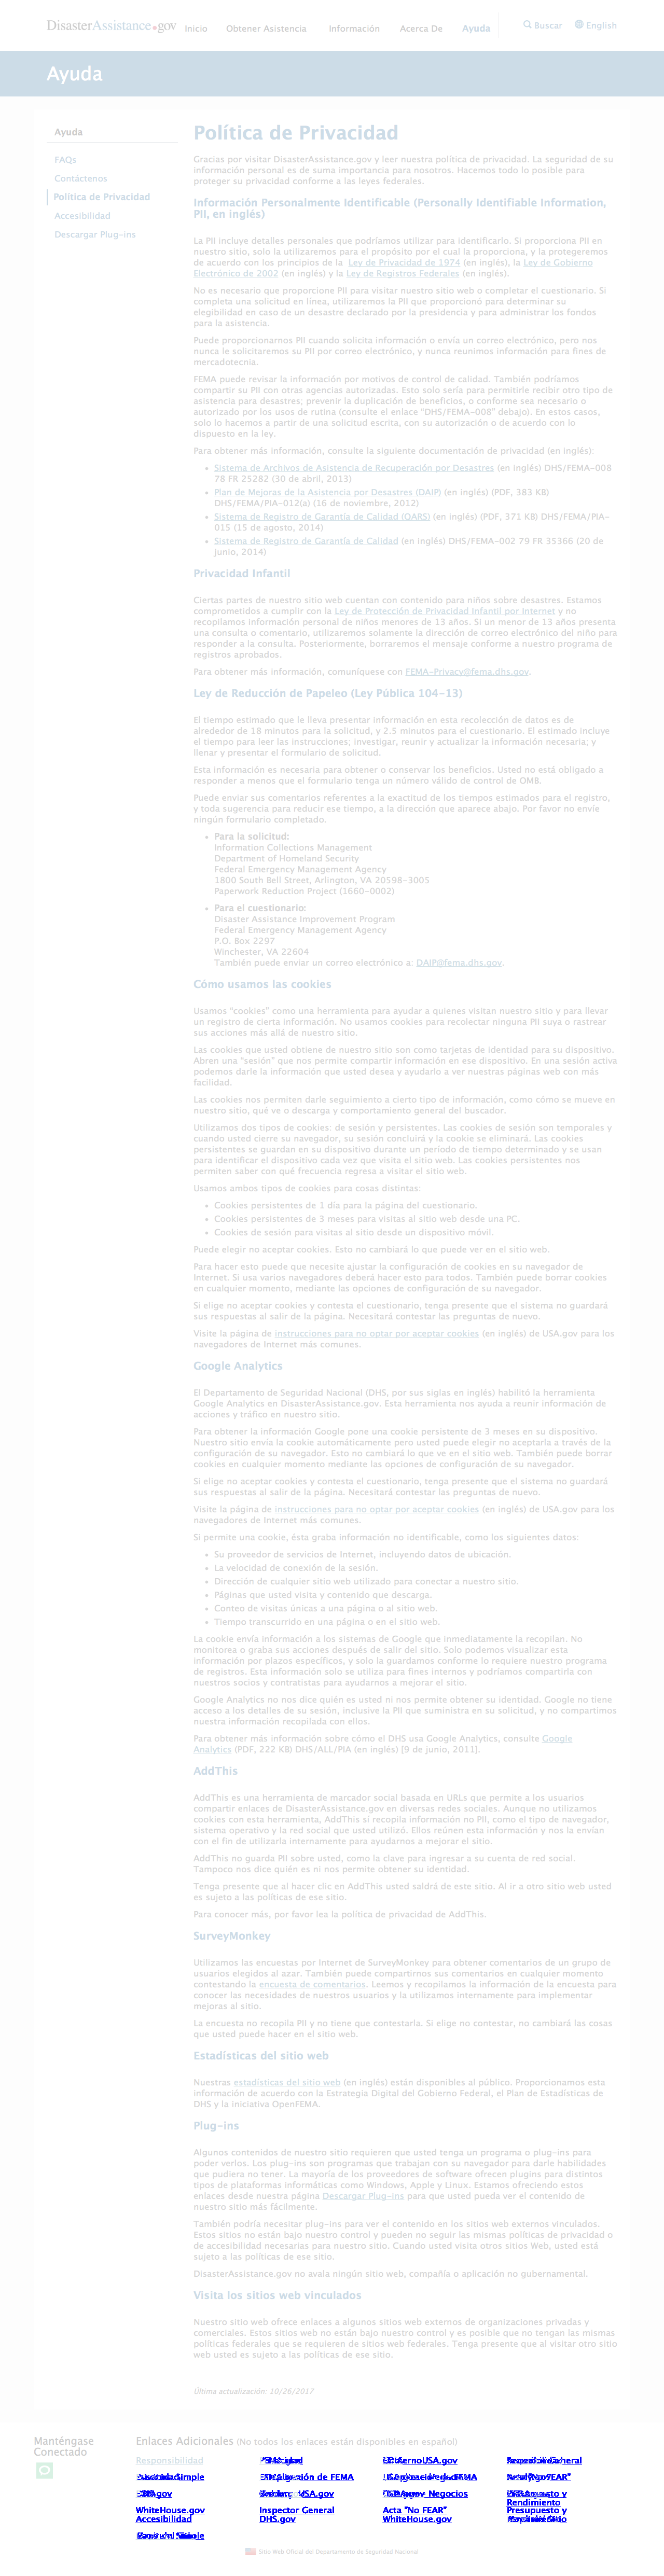 DisasterAssistance.gov
Inicio
Obtener Asistencia
Información
Acerca De
Ayuda
Buscar
English
Ayuda
Ayuda
FAQs
Contáctenos
Política de Privacidad
Accesibilidad
Descargar Plug-ins
Política de Privacidad
Gracias por visitar DisasterAssistance.gov y leer nuestra política de privacidad. La seguridad de su
información personal es de suma importancia para nosotros. Hacemos todo lo posible para
proteger su privacidad conforme a las leyes federales.
Información Personalmente Identificable (Personally Identifiable Information,
PII, en inglés)
La PII incluye detalles personales que podríamos utilizar para identificarlo. Si proporciona PII en
nuestro sitio, solo la utilizaremos para el propósito por el cual la proporciona, y la protegeremos
de acuerdo con los principios de la Ley de Privacidad de 1974 (en inglés), la Ley de Gobierno
Electrónico de 2002 (en inglés) y la Ley de Registros Federales (en inglés).
No es necesario que proporcione PII para visitar nuestro sitio web o completar el cuestionario. Si
completa una solicitud en línea, utilizaremos la PII que proporcionó para determinar su
elegibilidad en caso de un desastre declarado por la presidencia y para administrar los fondos
para la asistencia.
Puede proporcionarnos PII cuando solicita información o envía un correo electrónico, pero nos
nunca le solicitaremos su PII por correo electrónico, y nunca reunimos información para fines de
mercadotecnia.
FEMA puede revisar la información por motivos de control de calidad. También podríamos
compartir su PII con otras agencias autorizadas. Esto solo sería para permitirle recibir otro tipo de
asistencia para desastres; prevenir la duplicación de beneficios, o conforme sea necesario o
autorizado por los usos de rutina (consulte el enlace "DHS/FEMA-008" debajo). En estos casos,
solo lo hacemos a partir de una solicitud escrita, con su autorización o de acuerdo con lo
dispuesto en la ley.
Para obtener más información, consulte la siguiente documentación de privacidad (en inglés):
• Sistema de Archivos de Asistencia de Recuperación por Desastres (en inglés) DHS/FEMA-008
78 FR 25282 (30 de abril, 2013)
• Plan de Mejoras de la Asistencia por Desastres (DAIP) (en inglés) (PDF, 383 KB)
DHS/FEMA/PIA-012(a) (16 de noviembre, 2012)
• Sistema de Registro de Garantía de Calidad (QARS) (en inglés) (PDF, 371 KB) DHS/FEMA/PIA-
015 (15 de agosto, 2014)
• Sistema de Registro de Garantía de Calidad (en inglés) DHS/FEMA-002 79 FR 35366 (20 de
junio, 2014)
Privacidad Infantil
Ciertas partes de nuestro sitio web cuentan con contenido para niños sobre desastres. Estamos
comprometidos a cumplir con la Ley de Protección de Privacidad Infantil por Internet y no
recopilamos información personal de niños menores de 13 años. Si un menor de 13 años presenta
una consulta o comentario, utilizaremos solamente la dirección de correo electrónico del niño para
responder a la consulta. Posteriormente, borraremos el mensaje conforme a nuestro programa de
registros aprobados.
Para obtener más información, comuníquese con FEMA-Privacy@fema.dhs.gov.
Ley de Reducción de Papeleo (Ley Pública 104-13)
El tiempo estimado que le lleva presentar información en esta recolección de datos es de
alrededor de 18 minutos para la solicitud, y 2.5 minutos para el cuestionario. El estimado incluye
el tiempo para leer las instrucciones; investigar, reunir y actualizar la información necesaria; y
llenar y presentar el formulario de solicitud.
Esta información es necesaria para obtener o conservar los beneficios. Usted no está obligado a
responder a menos que el formulario tenga un número válido de control de OMB.
Puede enviar sus comentarios referentes a la exactitud de los tiempos estimados para el registro,
y toda sugerencia para reducir ese tiempo, a la dirección que aparece abajo. Por favor no envíe
ningún formulario completado.
• Para la solicitud:
Information Collections Management
Department of Homeland Security
Federal Emergency Management Agency
1800 South Bell Street, Arlington, VA 20598-3005
Paperwork Reduction Project (1660-0002)
• Para el cuestionario:
Disaster Assistance Improvement Program
Federal Emergency Management Agency
P.O. Box 2297
Winchester, VA 22604
También puede enviar un correo electrónico a: DAIP@fema.dhs.gov.
Cómo usamos las cookies
Usamos "cookies" como una herramienta para ayudar a quienes visitan nuestro sitio y para llevar
un registro de cierta información. No usamos cookies para recolectar ninguna PII suya o rastrear
sus acciones más allá de nuestro sitio.
Las cookies que usted obtiene de nuestro sitio son como tarjetas de identidad para su dispositivo.
Abren una "sesión" que nos permite compartir información en ese dispositivo. En una sesión activa
podemos darle la información que usted desea y ayudarlo a ver nuestras páginas web con más
facilidad.
Las cookies nos permiten darle seguimiento a cierto tipo de información, como cómo se mueve en
nuestro sitio, qué ve o descarga y comportamiento general del buscador.
Utilizamos dos tipos de cookies: de sesión y persistentes. Las cookies de sesión son temporales y
cuando usted cierre su navegador, su sesión concluirá y la cookie se eliminará. Las cookies
persistentes se guardan en su dispositivo durante un período de tiempo más prolongado, para así
poder identificar el dispositivo cada vez que visita el sitio web. Las cookies persistentes nos
permiten saber con qué frecuencia regresa a visitar el sitio web.
Usamos ambos tipos de cookies para cosas distintas:
• Cookies persistentes de 1 día para la página del cuestionario.
• Cookies persistentes de 3 meses para visitas al sitio web desde una PC.
• Cookies de sesión para visitas al sitio desde un dispositivo móvil.
Puede elegir no aceptar cookies. Esto no cambiará lo que puede ver en el sitio web.
Para hacer esto puede que necesite ajustar la configuración de cookies en su navegador de
Internet. Si usa varios navegadores deberá hacer esto para todos. También puede borrar cookies
en cualquier momento, mediante las opciones de configuración de su navegador.
Si elige no aceptar cookies y contesta el cuestionario, tenga presente que el sistema no guardará
sus respuestas al salir de la página. Necesitará contestar las preguntas de nuevo.
Visite la página de instrucciones para no optar por aceptar cookies (en inglés) de USA.gov para los
navegadores de Internet más comunes.
Google Analytics
El Departamento de Seguridad Nacional (DHS, por sus siglas en inglés) habilitó la herramienta
Google Analytics en DisasterAssistance.gov. Esta herramienta nos ayuda a reunir información de
acciones y tráfico en nuestro sitio.
Para obtener la información Google pone una cookie persistente de 3 meses en su dispositivo.
Nuestro sitio envía la cookie automáticamente pero usted puede elegir no aceptarla a través de la
configuración de su navegador. Esto no cambiará lo que ve en el sitio web. También puede borrar
cookies en cualquier momento mediante las opciones de configuración de su navegador.
Si elige no aceptar cookies y contesta el cuestionario, tenga presente que el sistema no guardará
sus respuestas al salir de la página. Necesitará contestar las preguntas de nuevo.
Visite la página de instrucciones para no optar por aceptar cookies (en inglés) de USA.gov para los
navegadores de Internet más comunes.
Si permite una cookie, ésta graba información no identificable, como los siguientes datos:
• Su proveedor de servicios de Internet, incluyendo datos de ubicación.
• La velocidad de conexión de la sesión.
• Dirección de cualquier sitio web utilizado para conectar a nuestro sitio.
• Páginas que usted visita y contenido que descarga.
• Conteo de visitas únicas a una página o al sitio web.
• Tiempo transcurrido en una página o en el sitio web.
La cookie envía información a los sistemas de Google que inmediatamente la recopilan. No
monitorea o graba sus acciones después de salir del sitio. Solo podemos visualizar esta
información por plazos específicos, y solo la guardamos conforme lo requiere nuestro programa
de registros. Esta información solo se utiliza para fines internos y podríamos compartirla con
nuestros socios y contratistas para ayudarnos a mejorar el sitio.
Google Analytics no nos dice quién es usted ni nos permite obtener su identidad. Google no tiene
acceso a los detalles de su sesión, inclusive la PII que suministra en su solicitud, y no compartimos
nuestra información recopilada con ellos.
Para obtener más información sobre cómo el DHS usa Google Analytics, consulte Google
Analytics (PDF, 222 KB) DHS/ALL/PIA (en inglés) [9 de junio, 2011].
AddThis
AddThis es una herramienta de marcador social basada en URLs que permite a los usuarios
compartir enlaces de DisasterAssistance.gov en diversas redes sociales. Aunque no utilizamos
cookies con esta herramienta, AddThis sí recopila información no PII, como el tipo de navegador,
sistema operativo y la red social que usted utilizó. Ellos reúnen esta información y nos la envían
con el fin de utilizarla internamente para ayudarnos a mejorar el sitio.
AddThis no guarda PII sobre usted, como la clave para ingresar a su cuenta de red social.
Tampoco nos dice quién es ni nos permite obtener su identidad.
Tenga presente que al hacer clic en AddThis usted saldrá de este sitio. Al ir a otro sitio web usted
es sujeto a las políticas de ese sitio.
Para conocer más, por favor lea la política de privacidad de AddThis.
SurveyMonkey
Utilizamos las encuestas por Internet de SurveyMonkey para obtener comentarios de un grupo de
usuarios elegidos al azar. También puede compartirnos sus comentarios en cualquier momento
contestando la encuesta de comentarios. Leemos y recopilamos la información de la encuesta para
conocer las necesidades de nuestros usuarios y la utilizamos internamente para implementar
mejoras al sitio.
La encuesta no recopila PII y no tiene que contestarla. Si elige no contestar, no cambiará las cosas
que usted puede hacer en el sitio web.
Estadísticas del sitio web
Nuestras estadísticas del sitio web (en inglés) están disponibles al público. Proporcionamos esta
información de acuerdo con la Estrategia Digital del Gobierno Federal, el Plan de Estadísticas de
DHS y la iniciativa OpenFEMA.
Plug-ins
Algunos contenidos de nuestro sitio requieren que usted tenga un programa o plug-ins para
poder verlos. Los plug-ins son programas que trabajan con su navegador para darle habilidades
que pudiera no tener. La mayoría de los proveedores de software ofrecen plugins para distintos
tipos de plataformas informáticas como Windows, Apple y Linux. Estamos ofreciendo estos
enlaces desde nuestra página Descargar Plug-ins para que usted pueda ver el contenido de
nuestro sitio más fácilmente.
También podría necesitar plug-ins para ver el contenido en los sitios web externos vinculados.
Estos sitios no están bajo nuestro control y pueden no seguir las mismas políticas de privacidad o
de accesibilidad necesarias para nuestro sitio. Cuando usted visita otros sitios Web, usted está
sujeto a las políticas de ese sitio.
DisasterAssistance.gov no avala ningún sitio web, compañía o aplicación no gubernamental.
Visita los sitios web vinculados
Nuestro sitio web ofrece enlaces a algunos sitios web externos de organizaciones privadas y
comerciales. Estos sitios web no están bajo nuestro control y es posible que no tengan las mismas
políticas federales que se requieren de sitios web federales. Tenga presente que al visitar otro sitio
web usted es sujeto a las políticas de ese sitio.
Última actualización: 10/26/2017
Manténgase
Conectado
Enlaces Adicionales (No todos los enlaces están disponibles en español)
Responsibilidad
GobiernoUSA.gov
WhiteHouse.gov
Accesibilidad
Inspector General
DHS.gov
Acta "No FEAR"
WhiteHouse.gov
Rendimiento
Presupuesto y
Sitio Web Oficial del Departamento de Seguridad Nacional